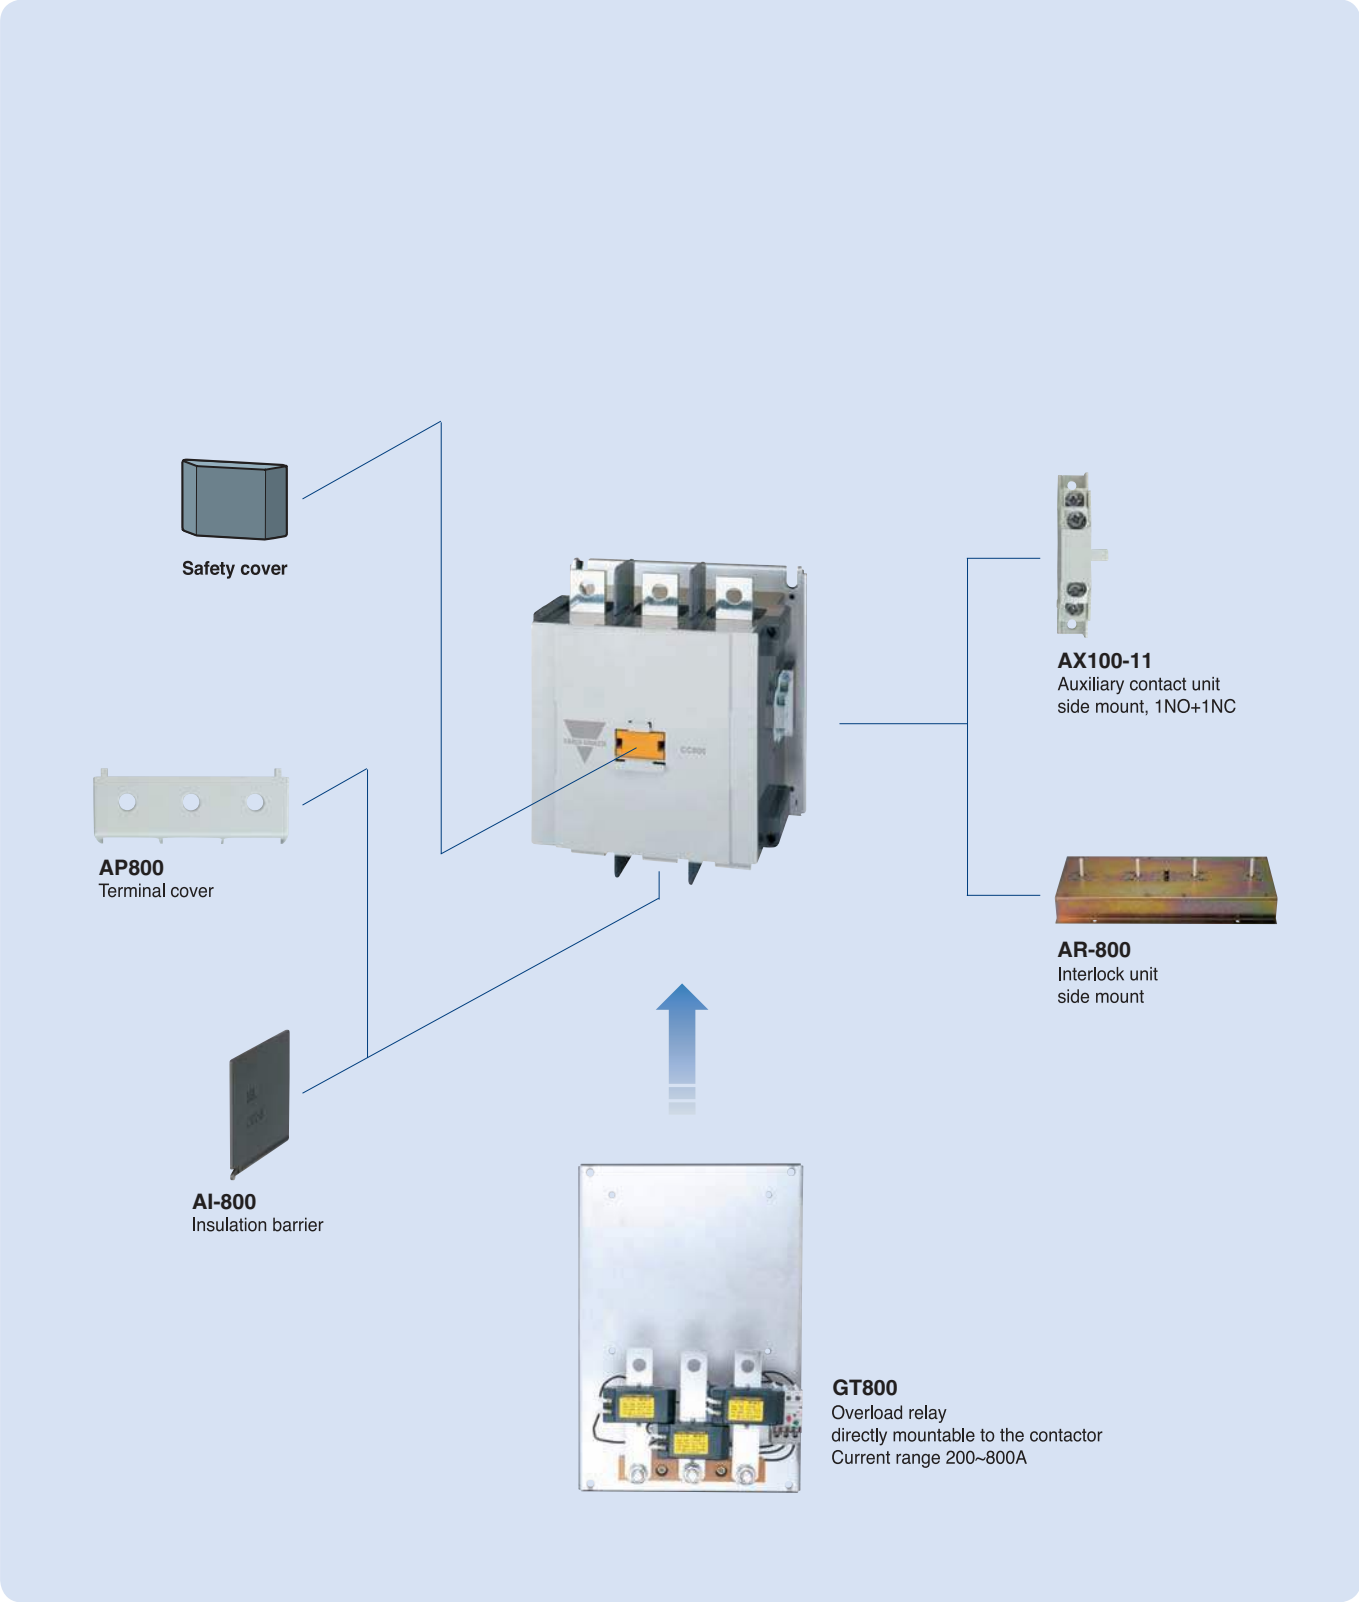 Safety cover
AX100-11
Auxiliary contact unit
side mount, 1NO+1NC
AP800
Terminal cover
AR-800
Interlock unit
side mount
AI-800
Insulation barrier
GT800
Overload relay
directly mountable to the contactor
Current range 200~800A